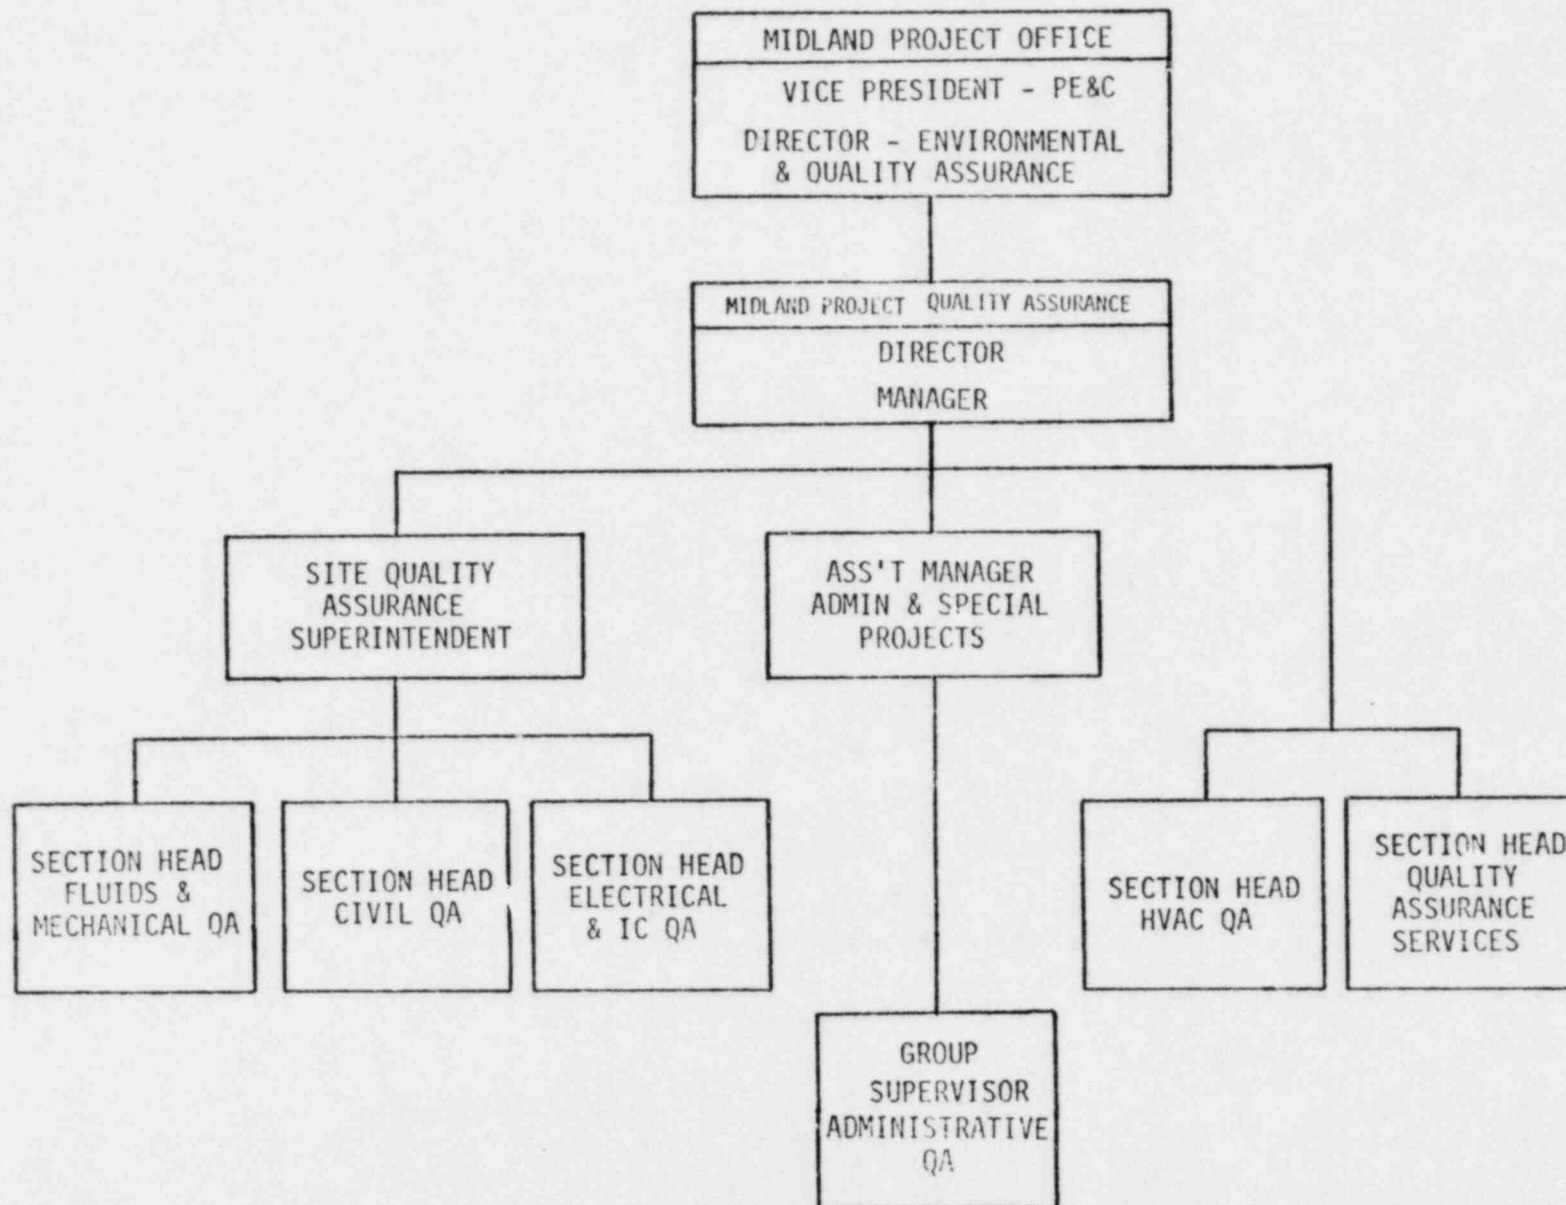 MIDLAND PROJECT OFFICE
VICE PRESIDENT - PE&C
DIRECTOR - ENVIRONMENTAL
& QUALITY ASSURANCE
MIDLAND PROJECT QUALITY ASSURANCE
DIRECTOR
MANAGER
SITE QUALITY
ASSURANCE
SUPERINTENDENT
ASS'T MANAGER
ADMIN & SPECIAL
PROJECTS
SECTION HEAD
FLUIDS &
MECHANICAL QA
SECTION HEAD
CIVIL QA
SECTION HEAD
ELECTRICAL
& IC QA
SECTION HEAD
HVAC QA
SECTION HEAD
QUALITY
ASSURANCE
SERVICES
GROUP
SUPERVISOR
ADMINISTRATIVE
QA